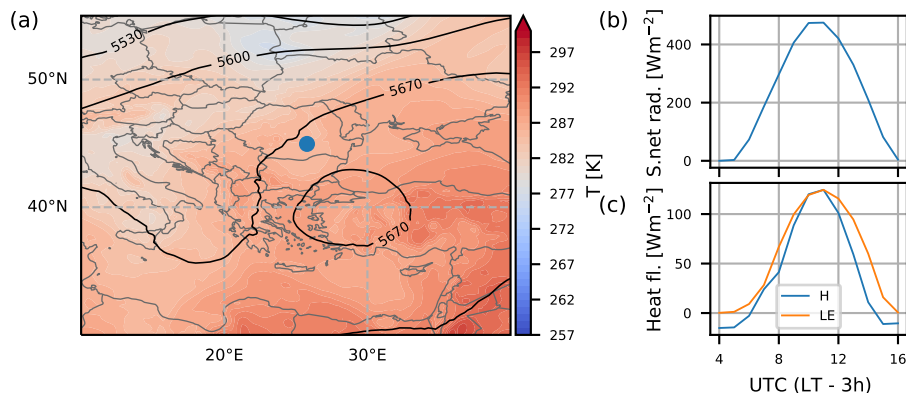 (a)
5530
5600
5670
5670
50°N
40°N
20°E
30°E
297
292
287
282
277
272
267
262
257
T [K]
(b)
S.net rad. [Wm⁻²]
400
200
0
(c)
Heat fl. [Wm⁻²]
100
50
0
H
LE
4
8
12
16
UTC (LT - 3h)